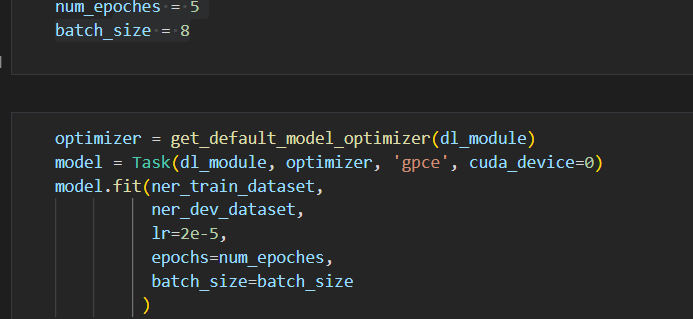 num_epoches = 5
batch_size = 8
optimizer = get_default_model_optimizer(dl_module)
model = Task(dl_module, optimizer, 'gpce', cuda_device=0)
model.fit(ner_train_dataset,
ner_dev_dataset,
lr=2e-5,
epochs=num_epoches,
batch_size=batch_size
)